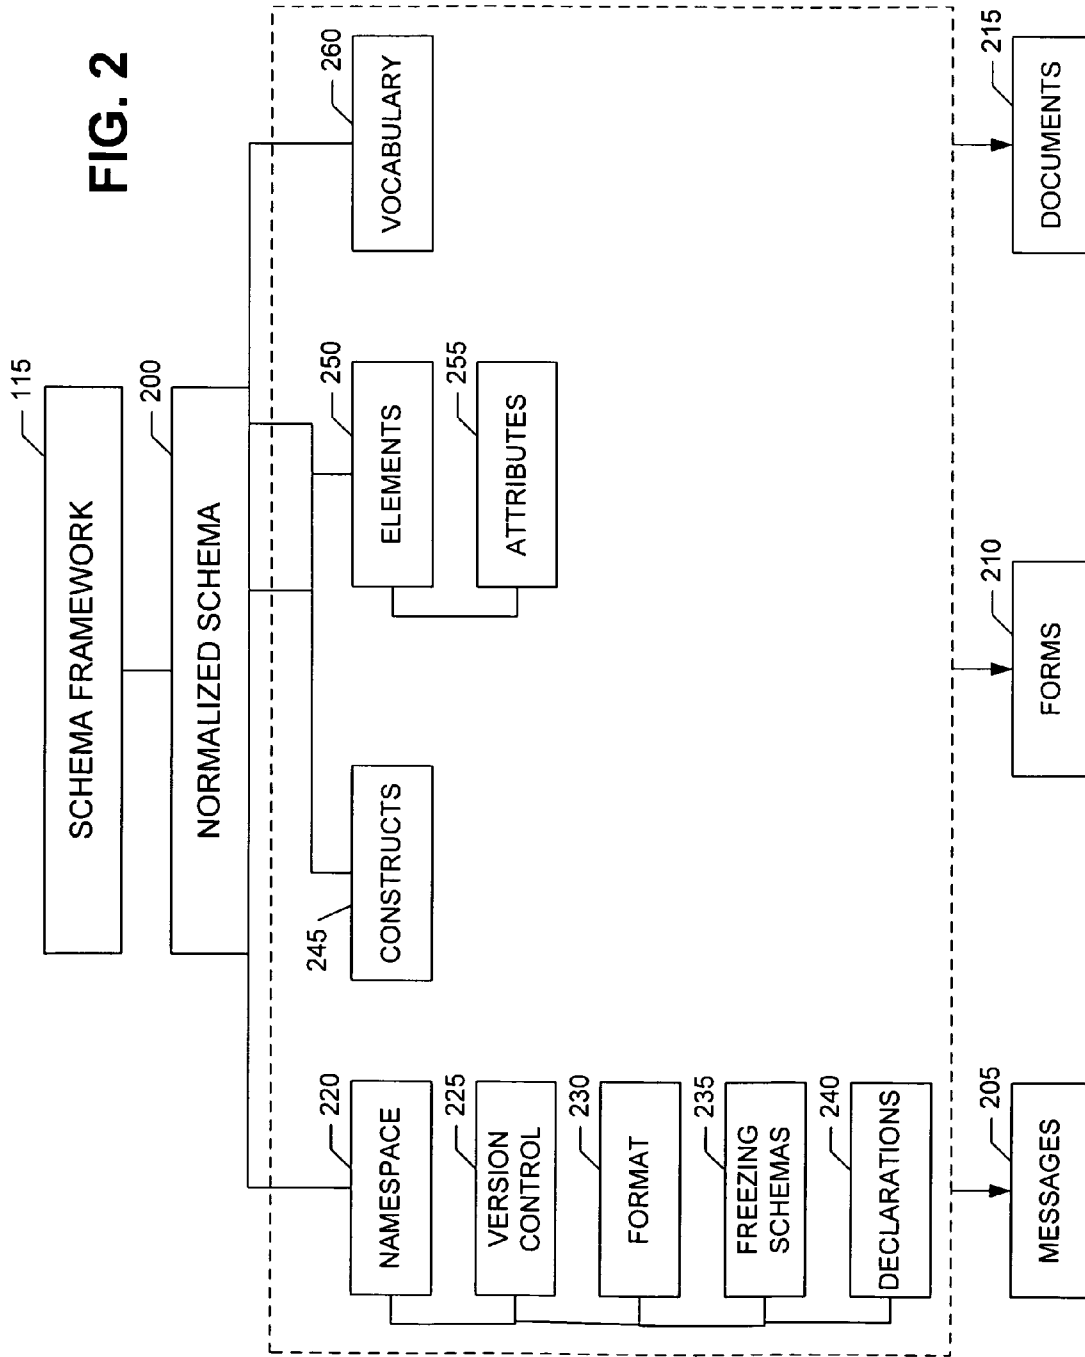 FIG. 2
115
SCHEMA FRAMEWORK
200
NORMALIZED SCHEMA
220
NAMESPACE
225
VERSION
CONTROL
230
FORMAT
235
FREEZING
SCHEMAS
240
DECLARATIONS
245
CONSTRUCTS
250
ELEMENTS
255
ATTRIBUTES
260
VOCABULARY
205
MESSAGES
210
FORMS
215
DOCUMENTS